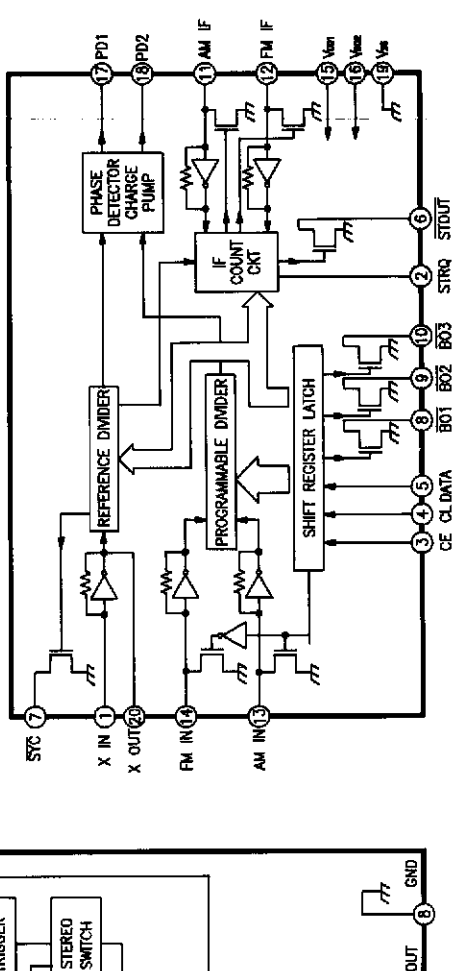 17 PD1
18 PD2
11 AM IF
12 FM IF
15 VDD1
16 VDD2
19 VSS
PHASE
DETECTOR
CHARGE
PUMP
IF
COUNT
CKT
6 STDUT
2 STRQ
10 BO3
9 BO2
8 BO1
5 DATA
4 CL
3 CE
REFERENCE DIVIDER
PROGRAMMABLE DIVIDER
SHIFT REGISTER LATCH
7 SYC
1 X IN
20 X OUT
14 FM IN
13 AM IN
STEREO
SWITCH
8 GND